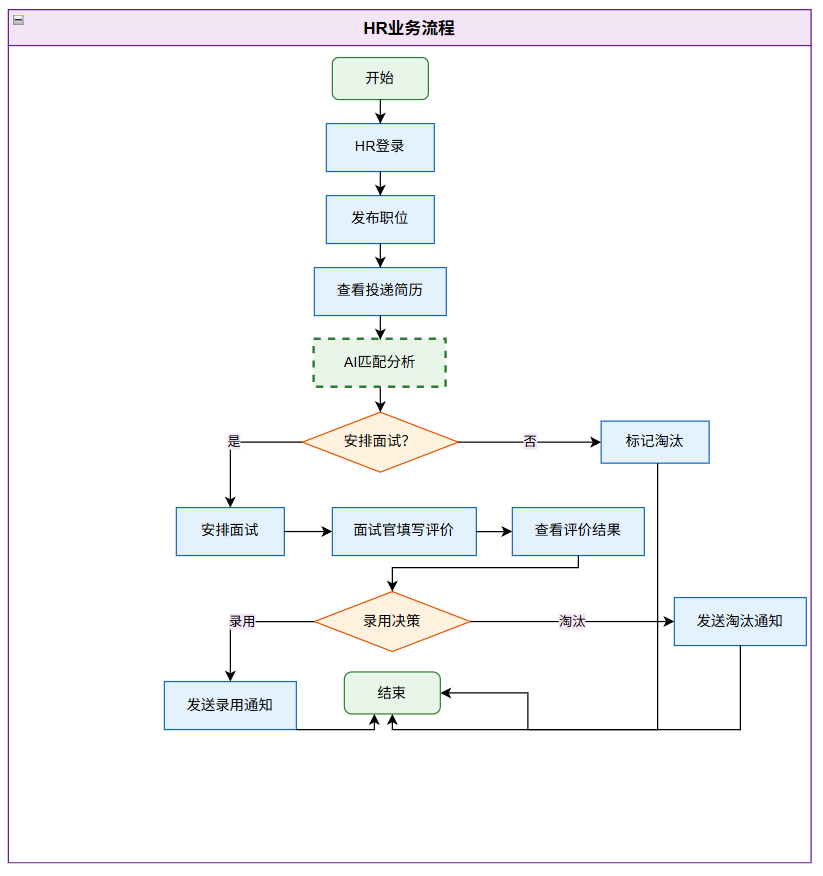 HR业务流程
开始
HR登录
发布职位
查看投递简历
AI匹配分析
安排面试?
是
否
标记淘汰
安排面试
面试官填写评价
查看评价结果
录用决策
录用
淘汰
发送淘汰通知
发送录用通知
结束